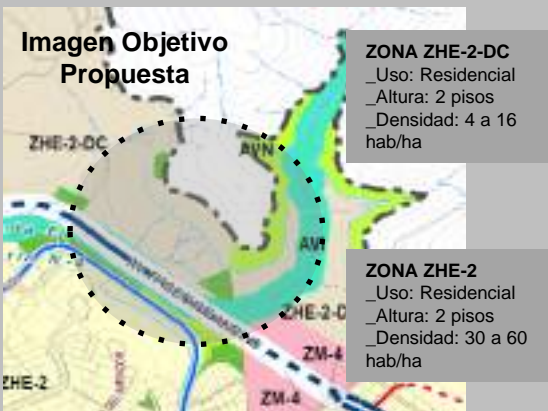 Imagen Objetivo
Propuesta
ZONA ZHE-2-DC
_Uso: Residencial
_Altura: 2 pisos
_Densidad: 4 a 16
hab/ha
ZHE-2-DC
AVN
AV
ZONA ZHE-2
_Uso: Residencial
_Altura: 2 pisos
_Densidad: 30 a 60
hab/ha
ZHE-2-D
ZM-4
ZHE-2
ZM-4